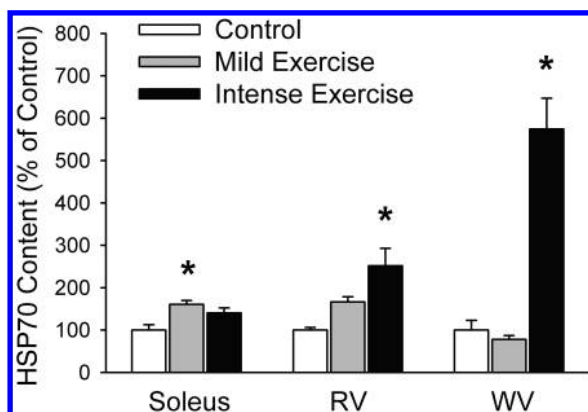 HSP70 Content (% of Control)
800
700
600
500
400
300
200
100
0
Control
Mild Exercise
Intense Exercise
*
*
*
Soleus RV WV